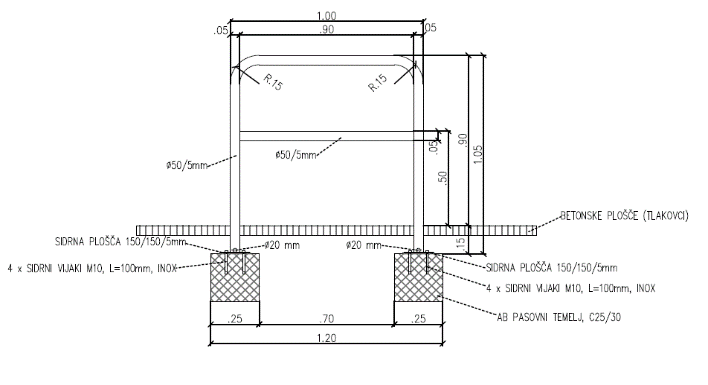 1.00
.05
.90
.05
R.15
R.15
Ø50/5mm
Ø50/5mm
.05
.50
.90
1.05
BETONSKE PLOŠČE (TLAKOVCI)
SIDRNA PLOŠČA 150/150/5mm
Ø20 mm
Ø20 mm
.15
4 x SIDRNI VIJAKI M10, L=100mm, INOX
SIDRNA PLOŠČA 150/150/5mm
4 x SIDRNI VIJAKI M10, L=100mm, INOX
AB PASOVNI TEMELJ, C25/30
.25
.70
.25
1.20